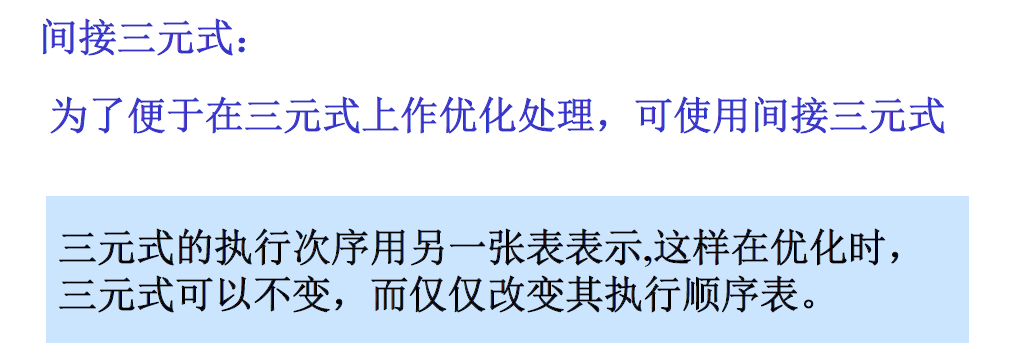 间接三元式：
为了便于在三元式上作优化处理，可使用间接三元式
三元式的执行次序用另一张表表示,这样在优化时，
三元式可以不变，而仅仅改变其执行顺序表。